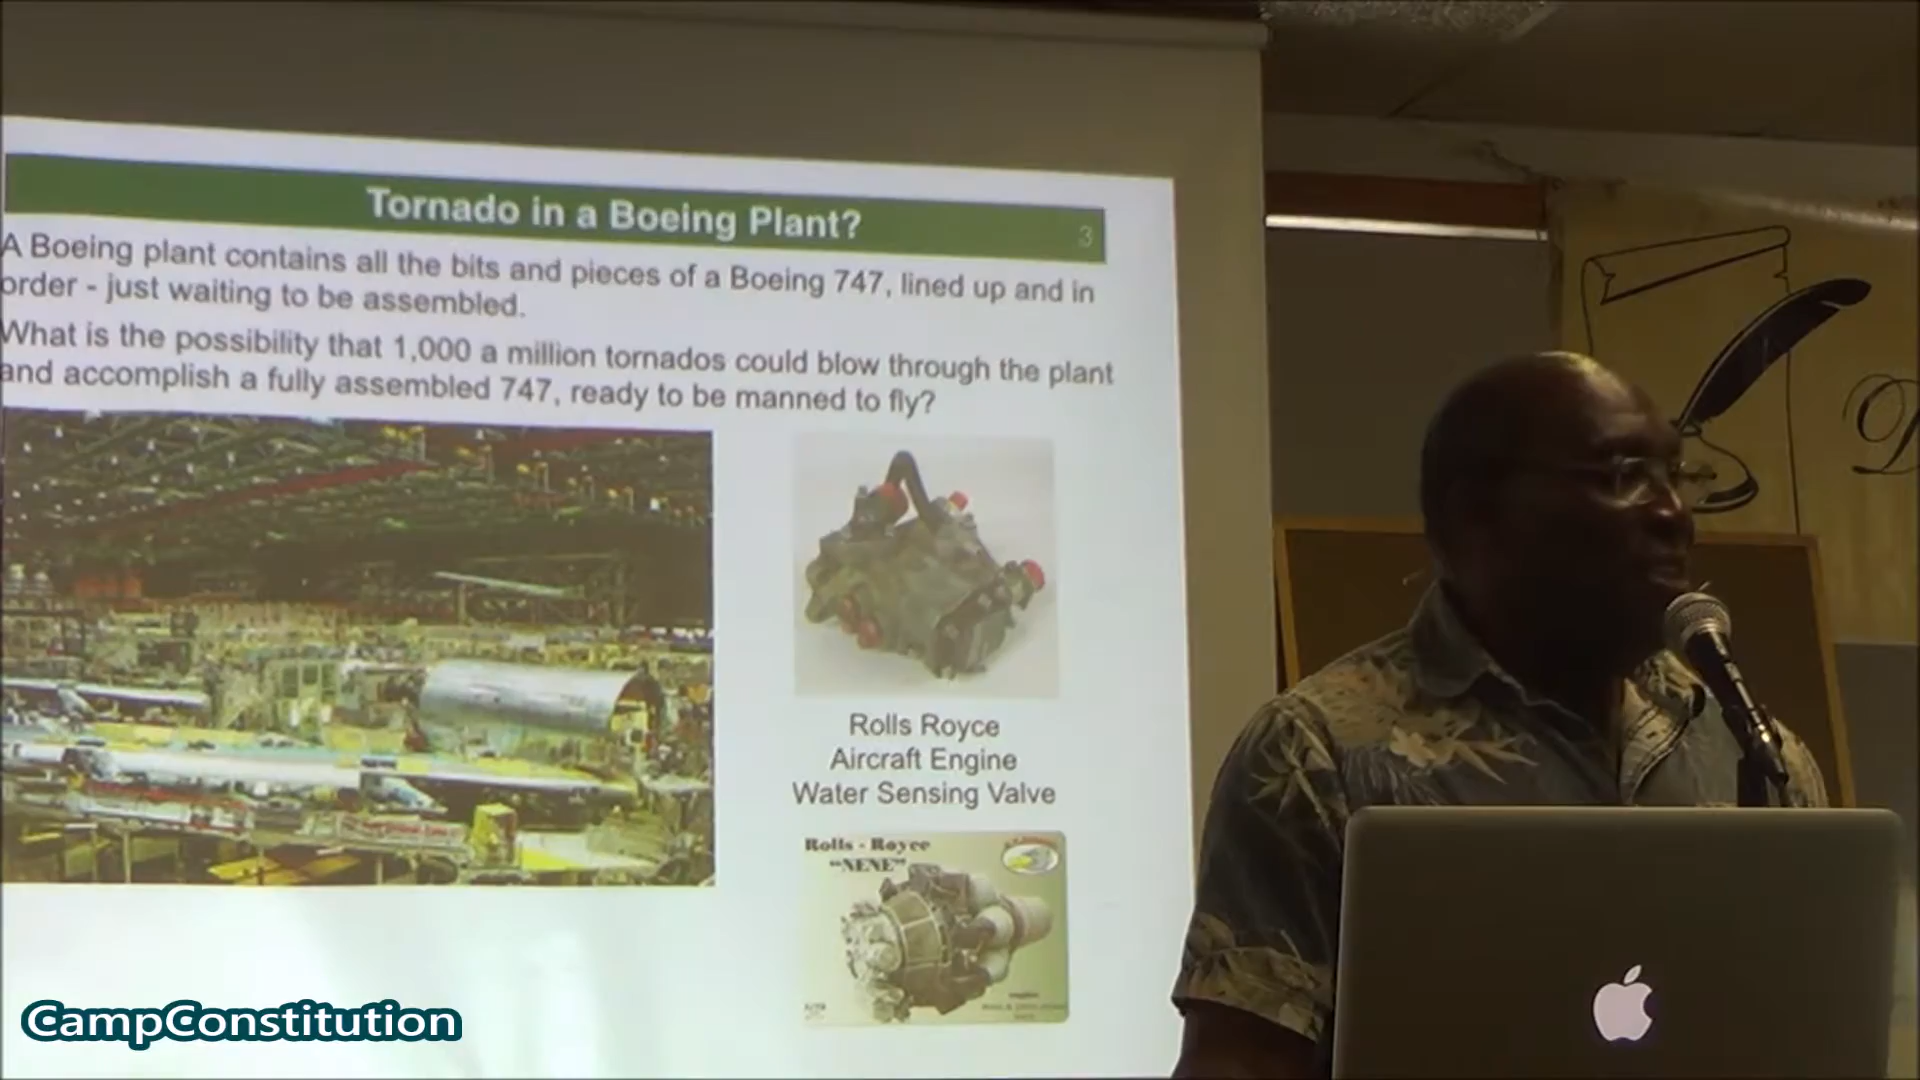 Tornado in a Boeing Plant?
3
A Boeing plant contains all the bits and pieces of a Boeing 747, lined up and in
order - just waiting to be assembled.
What is the possibility that 1,000 a million tornados could blow through the plant
and accomplish a fully assembled 747, ready to be manned to fly?
Rolls Royce
Aircraft Engine
Water Sensing Valve
Rolls - Royce
"NENE"
D
CampConstitution